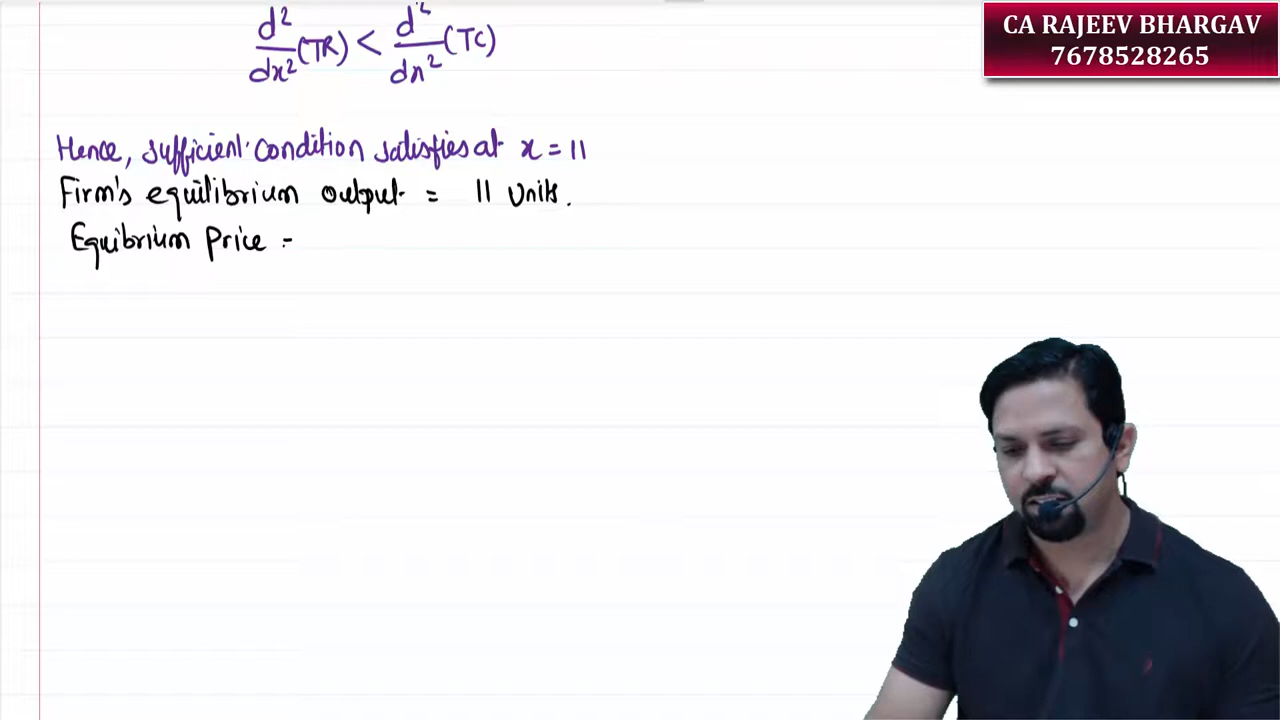 CA RAJEEV BHARGAV
7678528265
d²/dx² (TR) < d²/dx² (TC)
Hence, sufficient condition satisfies at x = 11
Firm's equilibrium output = 11 Units.
Equibrium Price =